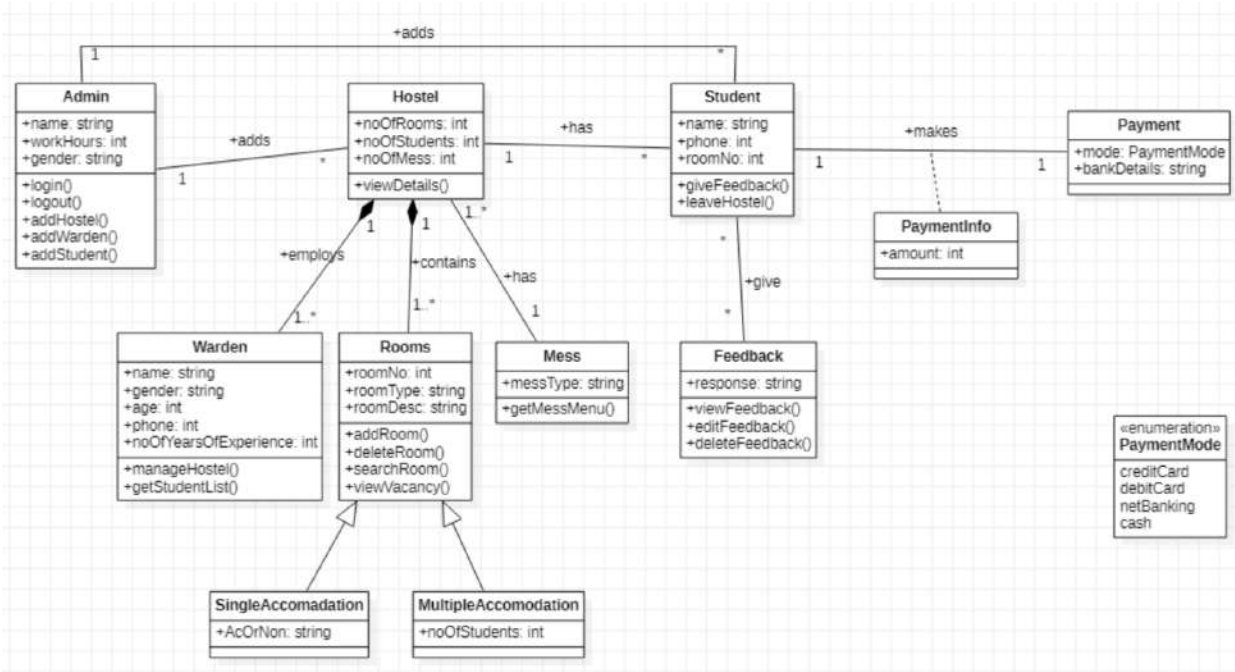 +adds
1
*
Admin
+name: string
+workHours: int
+gender: string
+login()
+logout()
+addHostel()
+addWarden()
+addStudent()
+adds
1
*
Hostel
+noOfRooms: int
+noOfStudents: int
+noOfMess: int
+viewDetails()
+has
1
*
Student
+name: string
+phone: int
+roomNo: int
+giveFeedback()
+leaveHostel()
+makes
1
1
Payment
+mode: PaymentMode
+bankDetails: string
PaymentInfo
+amount: int
1
+employs
1..*
1
+contains
1..*
1..*
+has
1
*
+give
*
Warden
+name: string
+gender: string
+age: int
+phone: int
+noOfYearsOfExperience: int
+manageHostel()
+getStudentList()
Rooms
+roomNo: int
+roomType: string
+roomDesc: string
+addRoom()
+deleteRoom()
+searchRoom()
+viewVacancy()
Mess
+messType: string
+getMessMenu()
Feedback
+response: string
+viewFeedback()
+editFeedback()
+deleteFeedback()
«enumeration»
PaymentMode
creditCard
debitCard
netBanking
cash
SingleAccomadation
+AcOrNon: string
MultipleAccomodation
+noOfStudents: int